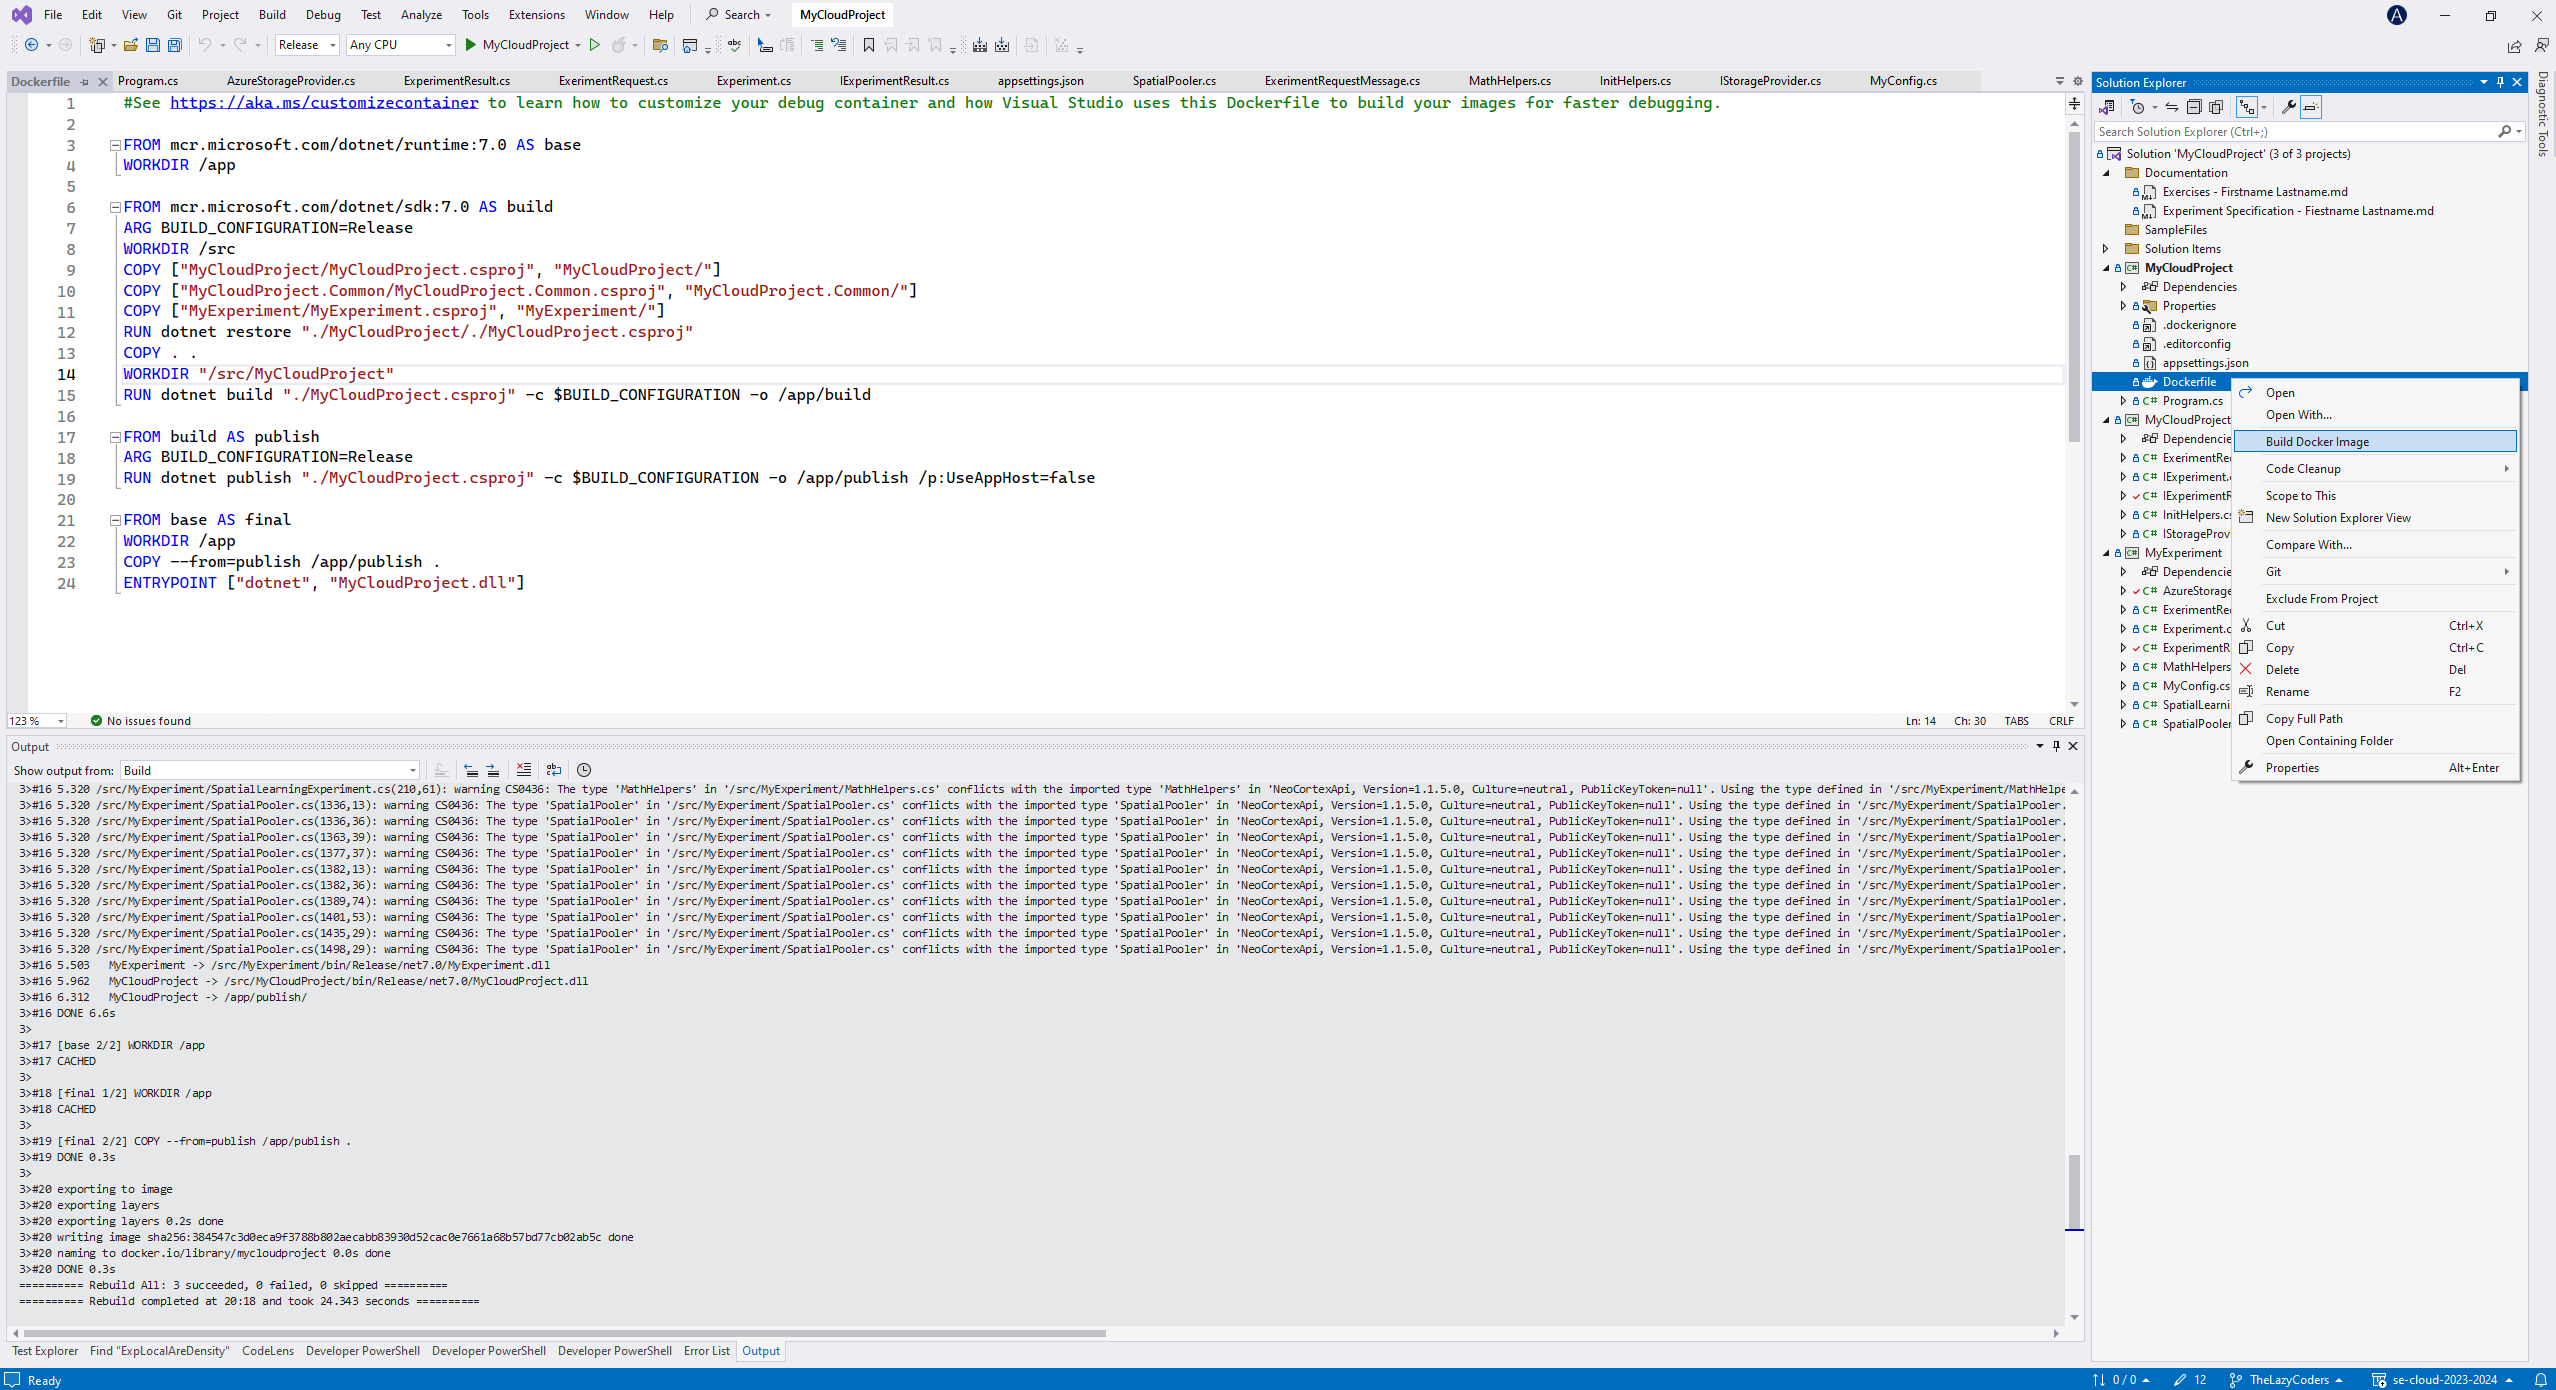 File Edit View Git Project Build Debug Test Analyze Tools Extensions Window Help Search MyCloudProject
Release Any CPU MyCloudProject
Dockerfile Program.cs AzureStorageProvider.cs ExperimentResult.cs ExerimentRequest.cs Experiment.cs IExperimentResult.cs appsettings.json SpatialPooler.cs ExerimentRequestMessage.cs MathHelpers.cs InitHelpers.cs IStorageProvider.cs MyConfig.cs
1 #See https://aka.ms/customizecontainer to learn how to customize your debug container and how Visual Studio uses this Dockerfile to build your images for faster debugging.
2
3 FROM mcr.microsoft.com/dotnet/runtime:7.0 AS base
4 WORKDIR /app
5
6 FROM mcr.microsoft.com/dotnet/sdk:7.0 AS build
7 ARG BUILD_CONFIGURATION=Release
8 WORKDIR /src
9 COPY ["MyCloudProject/MyCloudProject.csproj", "MyCloudProject/"]
10 COPY ["MyCloudProject.Common/MyCloudProject.Common.csproj", "MyCloudProject.Common/"]
11 COPY ["MyExperiment/MyExperiment.csproj", "MyExperiment/"]
12 RUN dotnet restore "./MyCloudProject/./MyCloudProject.csproj"
13 COPY . .
14 WORKDIR "/src/MyCloudProject"
15 RUN dotnet build "./MyCloudProject.csproj" -c $BUILD_CONFIGURATION -o /app/build
16
17 FROM build AS publish
18 ARG BUILD_CONFIGURATION=Release
19 RUN dotnet publish "./MyCloudProject.csproj" -c $BUILD_CONFIGURATION -o /app/publish /p:UseAppHost=false
20
21 FROM base AS final
22 WORKDIR /app
23 COPY --from=publish /app/publish .
24 ENTRYPOINT ["dotnet", "MyCloudProject.dll"]
123 % No issues found Ln: 14 Ch: 30 TABS CRLF
Output
Show output from: Build
3>#16 5.320 /src/MyExperiment/SpatialLearningExperiment.cs(210,61): warning CS0436: The type 'MathHelpers' in '/src/MyExperiment/MathHelpers.cs' conflicts with the imported type 'MathHelpers' in 'NeoCortexApi, Version=1.1.5.0, Culture=neutral, PublicKeyToken=null'. Using the type defined in '/src/MyExperiment/MathHelpe
3>#16 5.320 /src/MyExperiment/SpatialPooler.cs(1336,13): warning CS0436: The type 'SpatialPooler' in '/src/MyExperiment/SpatialPooler.cs' conflicts with the imported type 'SpatialPooler' in 'NeoCortexApi, Version=1.1.5.0, Culture=neutral, PublicKeyToken=null'. Using the type defined in '/src/MyExperiment/SpatialPooler.
3>#16 5.320 /src/MyExperiment/SpatialPooler.cs(1336,36): warning CS0436: The type 'SpatialPooler' in '/src/MyExperiment/SpatialPooler.cs' conflicts with the imported type 'SpatialPooler' in 'NeoCortexApi, Version=1.1.5.0, Culture=neutral, PublicKeyToken=null'. Using the type defined in '/src/MyExperiment/SpatialPooler.
3>#16 5.320 /src/MyExperiment/SpatialPooler.cs(1363,39): warning CS0436: The type 'SpatialPooler' in '/src/MyExperiment/SpatialPooler.cs' conflicts with the imported type 'SpatialPooler' in 'NeoCortexApi, Version=1.1.5.0, Culture=neutral, PublicKeyToken=null'. Using the type defined in '/src/MyExperiment/SpatialPooler.
3>#16 5.320 /src/MyExperiment/SpatialPooler.cs(1377,37): warning CS0436: The type 'SpatialPooler' in '/src/MyExperiment/SpatialPooler.cs' conflicts with the imported type 'SpatialPooler' in 'NeoCortexApi, Version=1.1.5.0, Culture=neutral, PublicKeyToken=null'. Using the type defined in '/src/MyExperiment/SpatialPooler.
3>#16 5.320 /src/MyExperiment/SpatialPooler.cs(1382,13): warning CS0436: The type 'SpatialPooler' in '/src/MyExperiment/SpatialPooler.cs' conflicts with the imported type 'SpatialPooler' in 'NeoCortexApi, Version=1.1.5.0, Culture=neutral, PublicKeyToken=null'. Using the type defined in '/src/MyExperiment/SpatialPooler.
3>#16 5.320 /src/MyExperiment/SpatialPooler.cs(1382,36): warning CS0436: The type 'SpatialPooler' in '/src/MyExperiment/SpatialPooler.cs' conflicts with the imported type 'SpatialPooler' in 'NeoCortexApi, Version=1.1.5.0, Culture=neutral, PublicKeyToken=null'. Using the type defined in '/src/MyExperiment/SpatialPooler.
3>#16 5.320 /src/MyExperiment/SpatialPooler.cs(1389,74): warning CS0436: The type 'SpatialPooler' in '/src/MyExperiment/SpatialPooler.cs' conflicts with the imported type 'SpatialPooler' in 'NeoCortexApi, Version=1.1.5.0, Culture=neutral, PublicKeyToken=null'. Using the type defined in '/src/MyExperiment/SpatialPooler.
3>#16 5.320 /src/MyExperiment/SpatialPooler.cs(1401,53): warning CS0436: The type 'SpatialPooler' in '/src/MyExperiment/SpatialPooler.cs' conflicts with the imported type 'SpatialPooler' in 'NeoCortexApi, Version=1.1.5.0, Culture=neutral, PublicKeyToken=null'. Using the type defined in '/src/MyExperiment/SpatialPooler.
3>#16 5.320 /src/MyExperiment/SpatialPooler.cs(1435,29): warning CS0436: The type 'SpatialPooler' in '/src/MyExperiment/SpatialPooler.cs' conflicts with the imported type 'SpatialPooler' in 'NeoCortexApi, Version=1.1.5.0, Culture=neutral, PublicKeyToken=null'. Using the type defined in '/src/MyExperiment/SpatialPooler.
3>#16 5.320 /src/MyExperiment/SpatialPooler.cs(1498,29): warning CS0436: The type 'SpatialPooler' in '/src/MyExperiment/SpatialPooler.cs' conflicts with the imported type 'SpatialPooler' in 'NeoCortexApi, Version=1.1.5.0, Culture=neutral, PublicKeyToken=null'. Using the type defined in '/src/MyExperiment/SpatialPooler.
3>#16 5.503 MyExperiment -> /src/MyExperiment/bin/Release/net7.0/MyExperiment.dll
3>#16 5.962 MyCloudProject -> /src/MyCloudProject/bin/Release/net7.0/MyCloudProject.dll
3>#16 6.312 MyCloudProject -> /app/publish/
3>#16 DONE 6.6s
3>
3>#17 [base 2/2] WORKDIR /app
3>#17 CACHED
3>
3>#18 [final 1/2] WORKDIR /app
3>#18 CACHED
3>
3>#19 [final 2/2] COPY --from=publish /app/publish .
3>#19 DONE 0.3s
3>
3>#20 exporting to image
3>#20 exporting layers
3>#20 exporting layers 0.2s done
3>#20 writing image sha256:384547c3d0eca9f3788b802aecabb83930d52cac0e7661a68b57bd77cb02ab5c done
3>#20 naming to docker.io/library/mycloudproject 0.0s done
3>#20 DONE 0.3s
========== Rebuild All: 3 succeeded, 0 failed, 0 skipped ==========
========== Rebuild completed at 20:18 and took 24.343 seconds ==========
Test Explorer Find "ExpLocalAreDensity" CodeLens Developer PowerShell Developer PowerShell Developer PowerShell Error List Output
Solution Explorer
Search Solution Explorer (Ctrl+;)
Solution 'MyCloudProject' (3 of 3 projects)
Documentation
Exercises - Firstname Lastname.md
Experiment Specification - Fiestname Lastname.md
SampleFiles
Solution Items
MyCloudProject
Dependencies
Properties
.dockerignore
.editorconfig
appsettings.json
Dockerfile
Program.cs
MyCloudProject
Dependencie
ExerimentRe
IExperiment.
IExperimentR
InitHelpers.cs
IStorageProv
MyExperiment
Dependencie
AzureStorage
ExerimentRe
Experiment.c
ExperimentR
MathHelpers
MyConfig.cs
SpatialLearni
SpatialPooler
Open
Open With...
Build Docker Image
Code Cleanup
Scope to This
New Solution Explorer View
Compare With...
Git
Exclude From Project
Cut Ctrl+X
Copy Ctrl+C
Delete Del
Rename F2
Copy Full Path
Open Containing Folder
Properties Alt+Enter
Diagnostic Tools
Ready 0 / 0 12 TheLazyCoders se-cloud-2023-2024